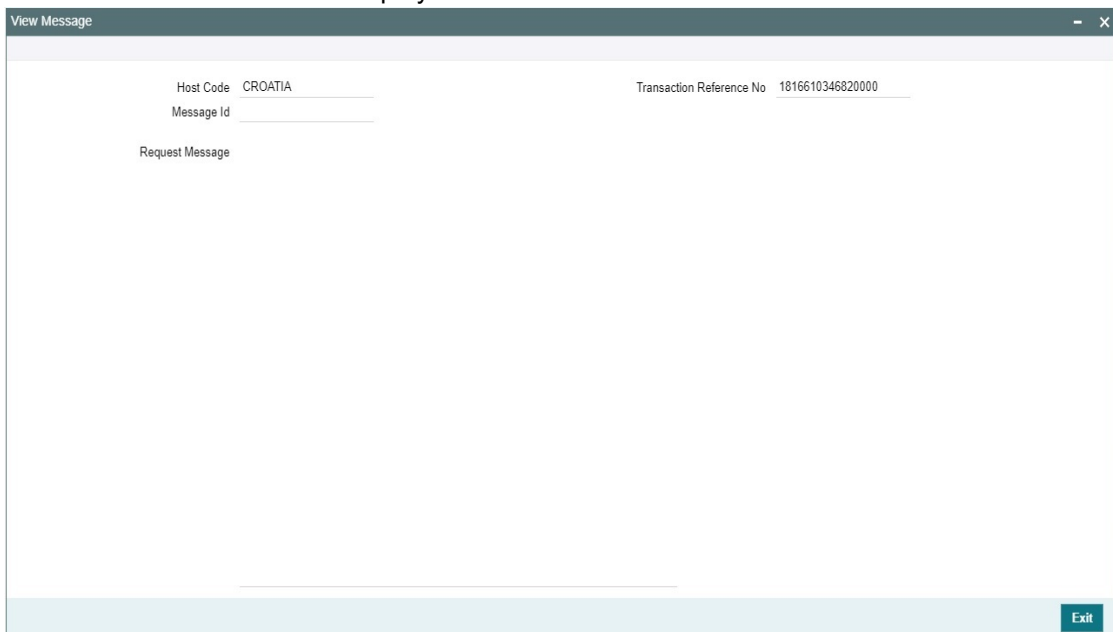 View Message
Host Code CROATIA Transaction Reference No 1816610346820000
Message Id
Request Message
Exit